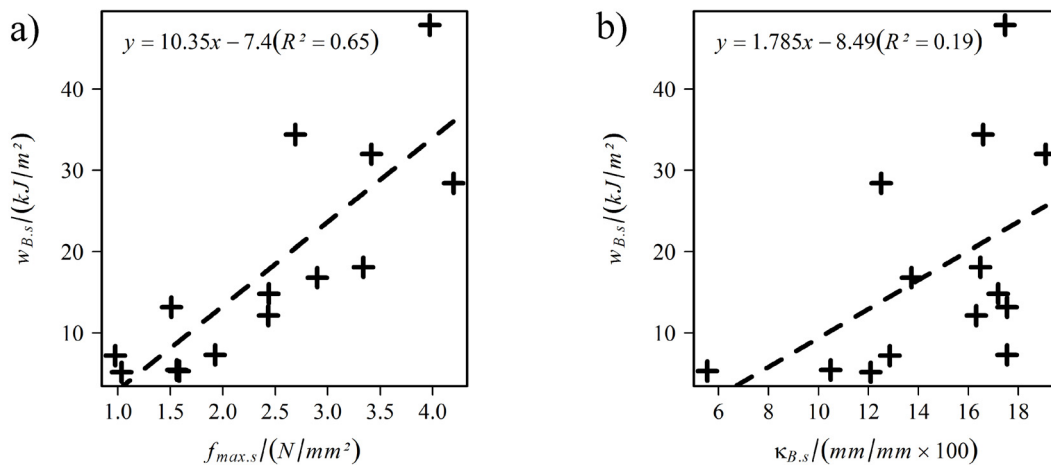 a)
y = 10.35x − 7.4(R² = 0.65)
40
30
20
10
w_B.s/(kJ/m²)
1.0 1.5 2.0 2.5 3.0 3.5 4.0
f_max.s/(N/mm²)
b)
y = 1.785x − 8.49(R² = 0.19)
40
30
20
10
w_B.s/(kJ/m²)
6 8 10 12 14 16 18
κ_B.s/(mm/mm × 100)